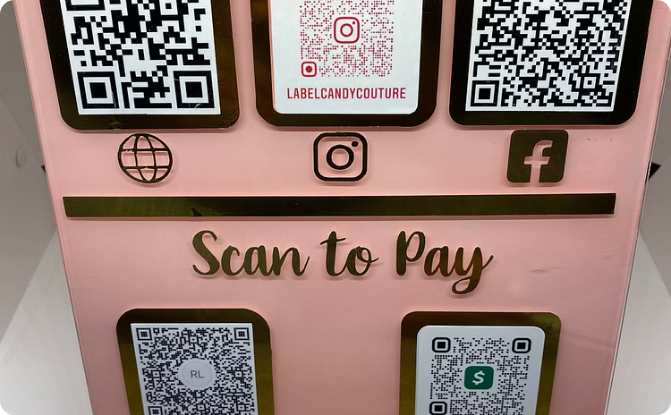 LABELCANDYCOUTURE
Scan to Pay
RL
$